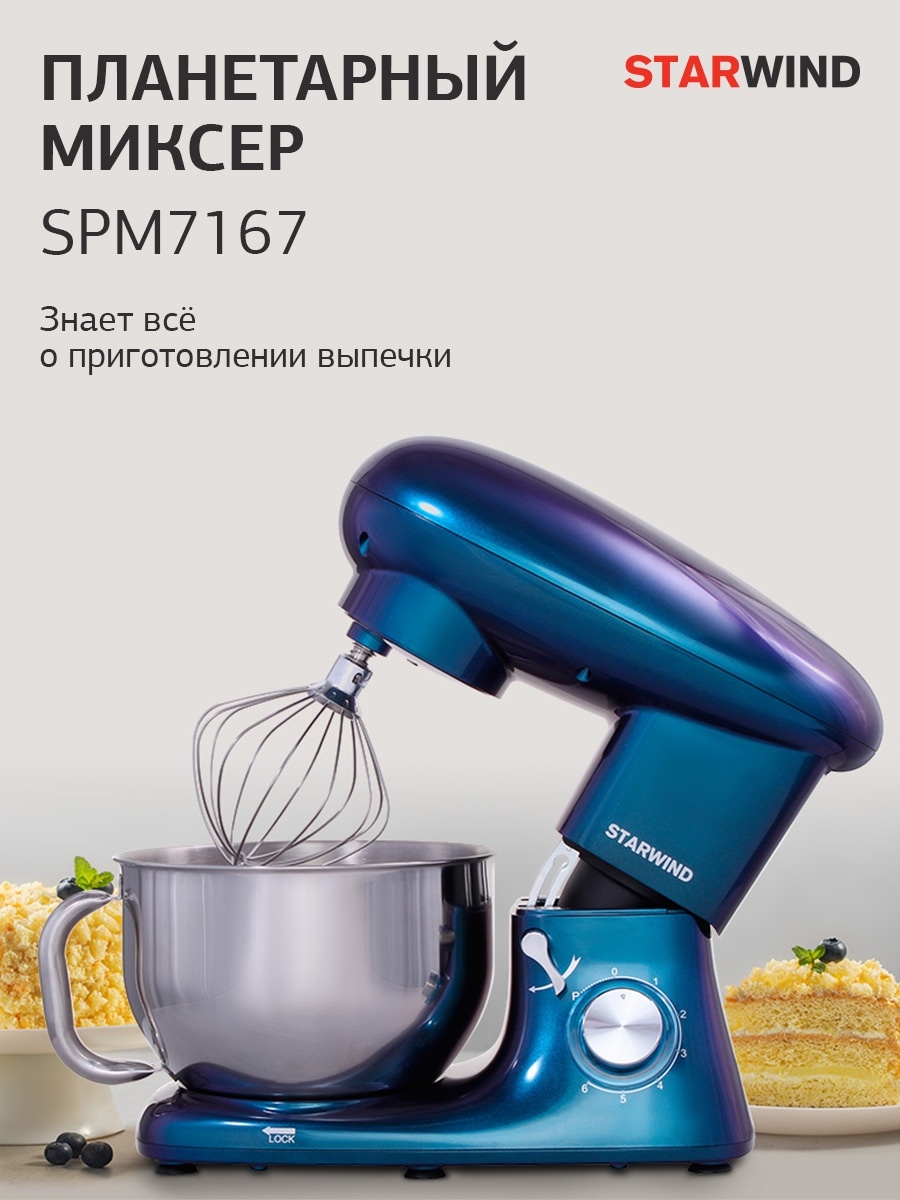 ПЛАНЕТАРНЫЙ
МИКСЕР
STARWIND
SPM7167
Знает всё
о приготовлении выпечки
STARWIND
0
P
1
2
3
4
5
6
LOCK